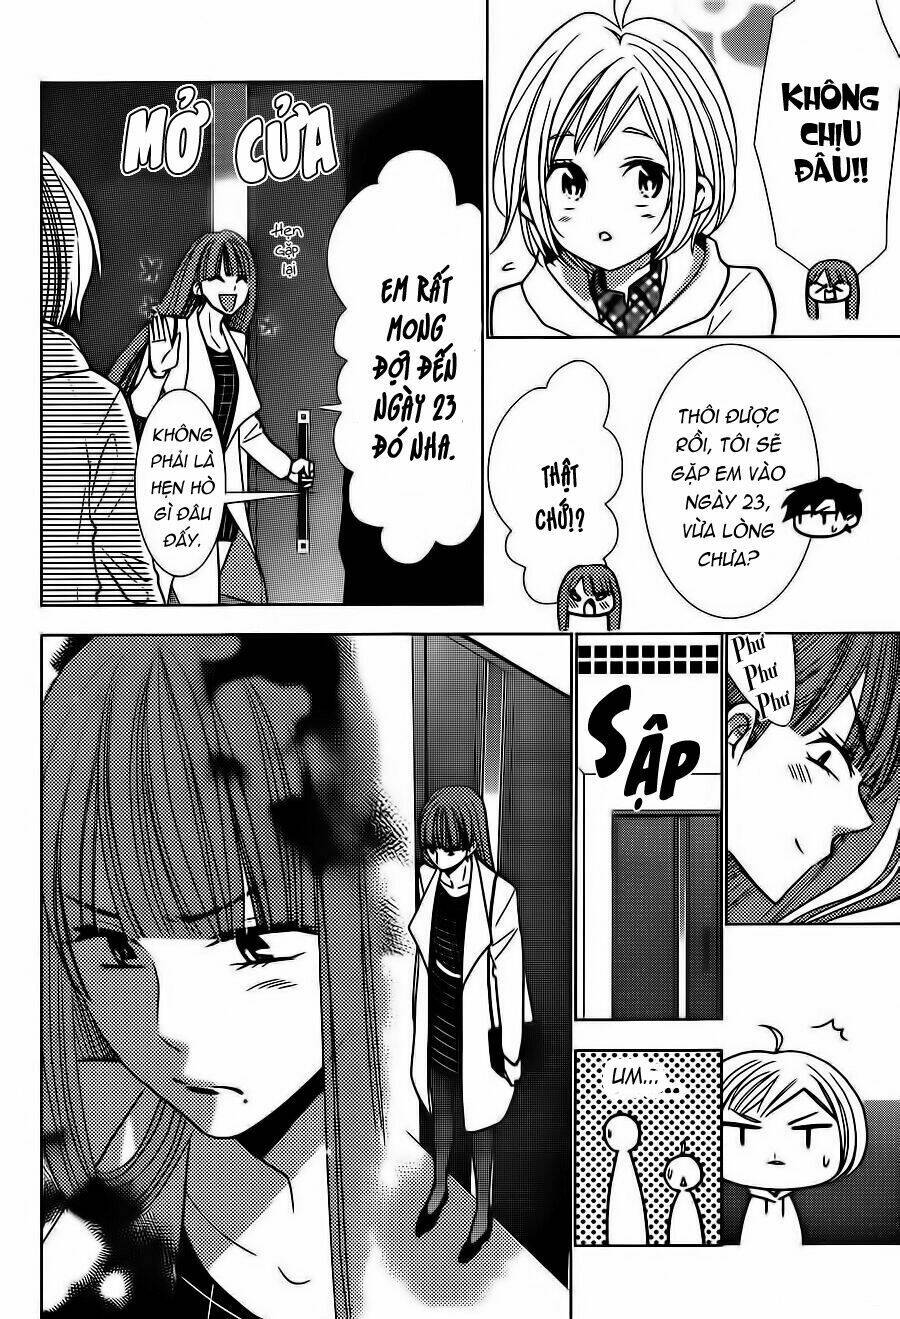 KHÔNG
CHỊU
ĐÂU!!
THÔI ĐƯỢC
RỒI, TÔI SẼ
GẶP EM VÀO
NGÀY 23,
VỪA LÒNG
CHƯA?
THẬT
CHỨ!?
MỞ CỬA
Hẹn
gặp
lại
EM RẤT
MONG
ĐỢI ĐẾN
NGÀY 23
ĐÓ NHA.
KHÔNG
PHẢI LÀ
HẸN HÒ
GÌ ĐÂU
ĐẤY.
Phư
Phư
Phư
SẬP
UM... ..